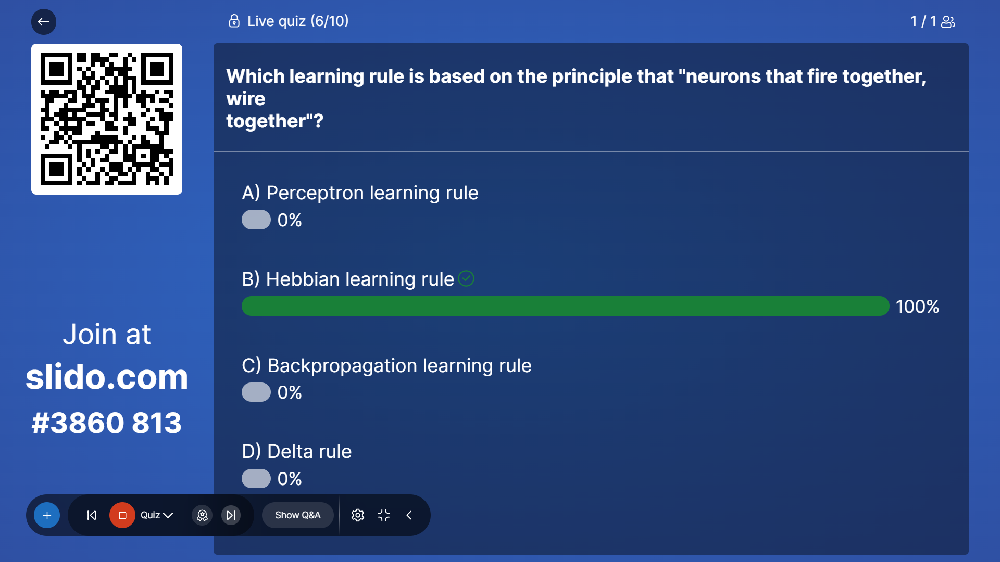 Live quiz (6/10)
1 / 1
Which learning rule is based on the principle that "neurons that fire together,
wire
together"?
A) Perceptron learning rule
0%
B) Hebbian learning rule
100%
C) Backpropagation learning rule
0%
D) Delta rule
0%
Join at
slido.com
#3860 813
Quiz
Show Q&A